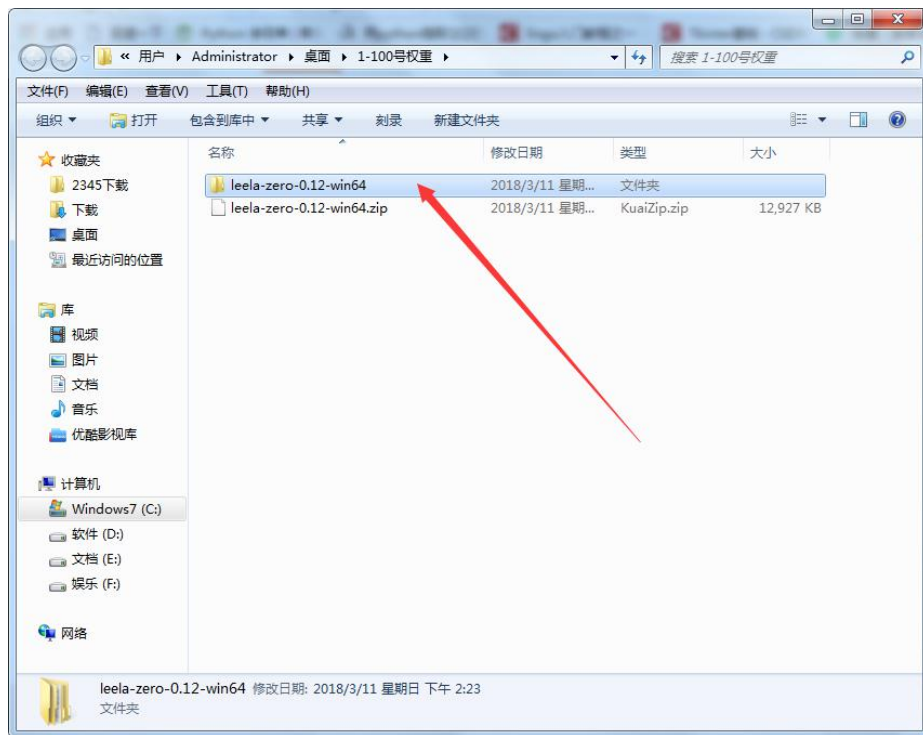 « 用户 ▸ Administrator ▸ 桌面 ▸ 1-100号权重 ▸ 搜索 1-100号权重
文件(F) 编辑(E) 查看(V) 工具(T) 帮助(H)
组织 ▼ 打开 包含到库中 ▼ 共享 ▼ 刻录 新建文件夹
名称 修改日期 类型 大小
leela-zero-0.12-win64 2018/3/11 星期... 文件夹
leela-zero-0.12-win64.zip 2018/3/11 星期... KuaiZip.zip 12,927 KB
收藏夹
2345下载
下载
桌面
最近访问的位置
库
视频
图片
文档
音乐
优酷影视库
计算机
Windows7 (C:)
软件 (D:)
文档 (E:)
娱乐 (F:)
网络
leela-zero-0.12-win64 修改日期: 2018/3/11 星期日 下午 2:23
文件夹